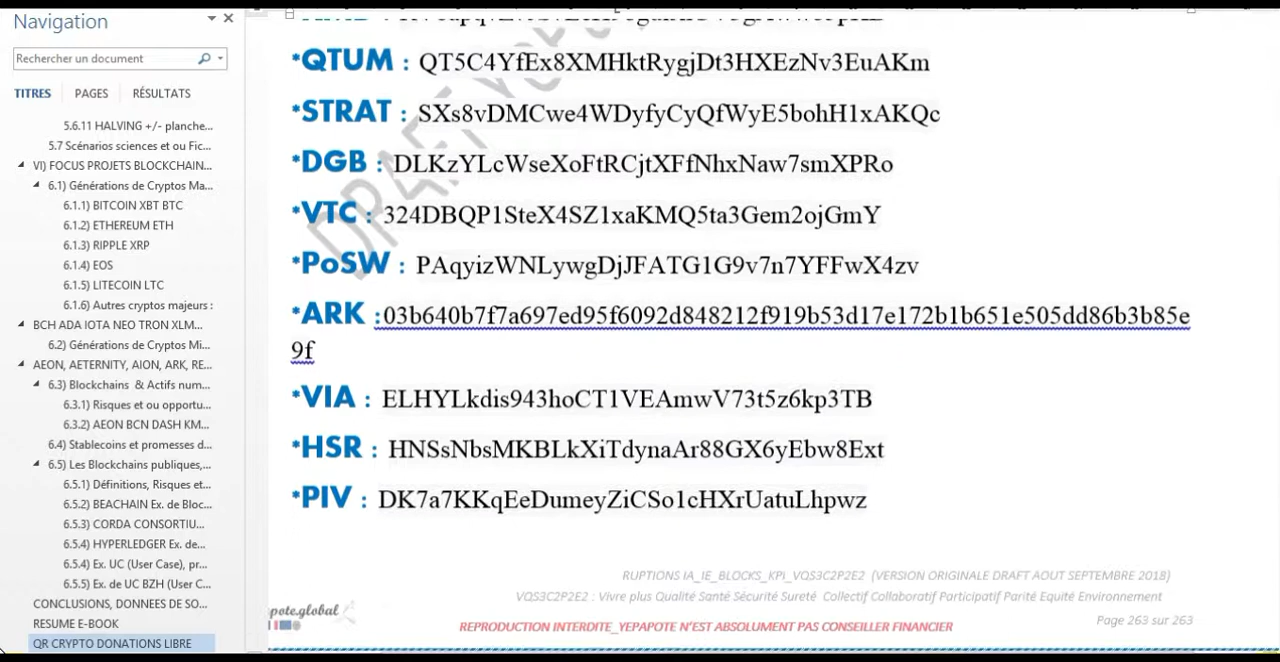 Navigation
Rechercher un document
TITRES PAGES RÉSULTATS
5.6.11 HALVING +/- planche...
5.7 Scénarios sciences et ou Fic...
VI) FOCUS PROJETS BLOCKCHAIN...
6.1) Générations de Cryptos Ma...
6.1.1) BITCOIN XBT BTC
6.1.2) ETHEREUM ETH
6.1.3) RIPPLE XRP
6.1.4) EOS
6.1.5) LITECOIN LTC
6.1.6) Autres cryptos majeurs :
BCH ADA IOTA NEO TRON XLM...
6.2) Générations de Cryptos Mi...
AEON, AETERNITY, AION, ARK, RE...
6.3) Blockchains & Actifs num...
6.3.1) Risques et ou opportu...
6.3.2) AEON BCN DASH KM...
6.4) Stablecoins et promesses d...
6.5) Les Blockchains publiques,...
6.5.1) Définitions, Risques et...
6.5.2) BEACHAIN Ex. de Bloc...
6.5.3) CORDA CONSORTIU...
6.5.4) HYPERLEDGER Ex. de...
6.5.4) Ex. UC (User Case), pr...
6.5.5) Ex. de UC BZH (User C...
CONCLUSIONS, DONNEES DE SO...
RESUME E-BOOK
QR CRYPTO DONATIONS LIBRE
*QTUM : QT5C4YfEx8XMHktRygjDt3HXEzNv3EuAKm
*STRAT : SXs8vDMCwe4WDyfyCyQfWyE5bohH1xAKQc
*DGB : DLKzYLcWseXoFtRCjtXFfNhxNaw7smXPRo
*VTC : 324DBQP1SteX4SZ1xaKMQ5ta3Gem2ojGmY
*PoSW : PAqyizWNLywgDjJFATG1G9v7n7YFFwX4zv
*ARK :03b640b7f7a697ed95f6092d848212f919b53d17e172b1b651e505dd86b3b85e
9f
*VIA : ELHYLkdis943hoCT1VEAmwV73t5z6kp3TB
*HSR : HNSsNbsMKBLkXiTdynaAr88GX6yEbw8Ext
*PIV : DK7a7KKqEeDumeyZiCSo1cHXrUatuLhpwz
RUPTIONS IA_IE_BLOCKS_KPI_VQS3C2P2E2 (VERSION ORIGINALE DRAFT AOUT SEPTEMBRE 2018)
VQS3C2P2E2 : Vivre plus Qualité Santé Sécurité Sureté Collectif Collaboratif Participatif Parité Equité Environnement
pote.global
Page 263 sur 263
REPRODUCTION INTERDITE_YEPAPOTE N'EST ABSOLUMENT PAS CONSEILLER FINANCIER